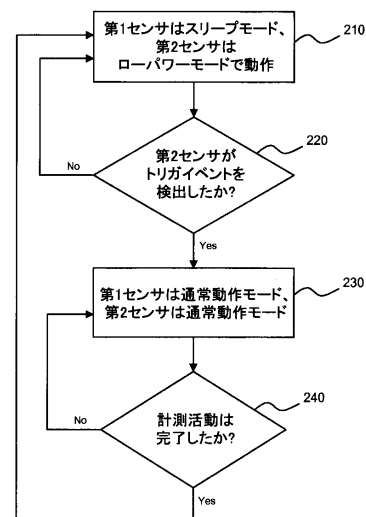 第1センサはスリープモード、
第2センサは
ローパワーモードで動作
210
第2センサが
トリガイベントを
検出したか?
220
No
Yes
第1センサは通常動作モード、
第2センサは通常動作モード
230
計測活動は
完了したか?
240
No
Yes